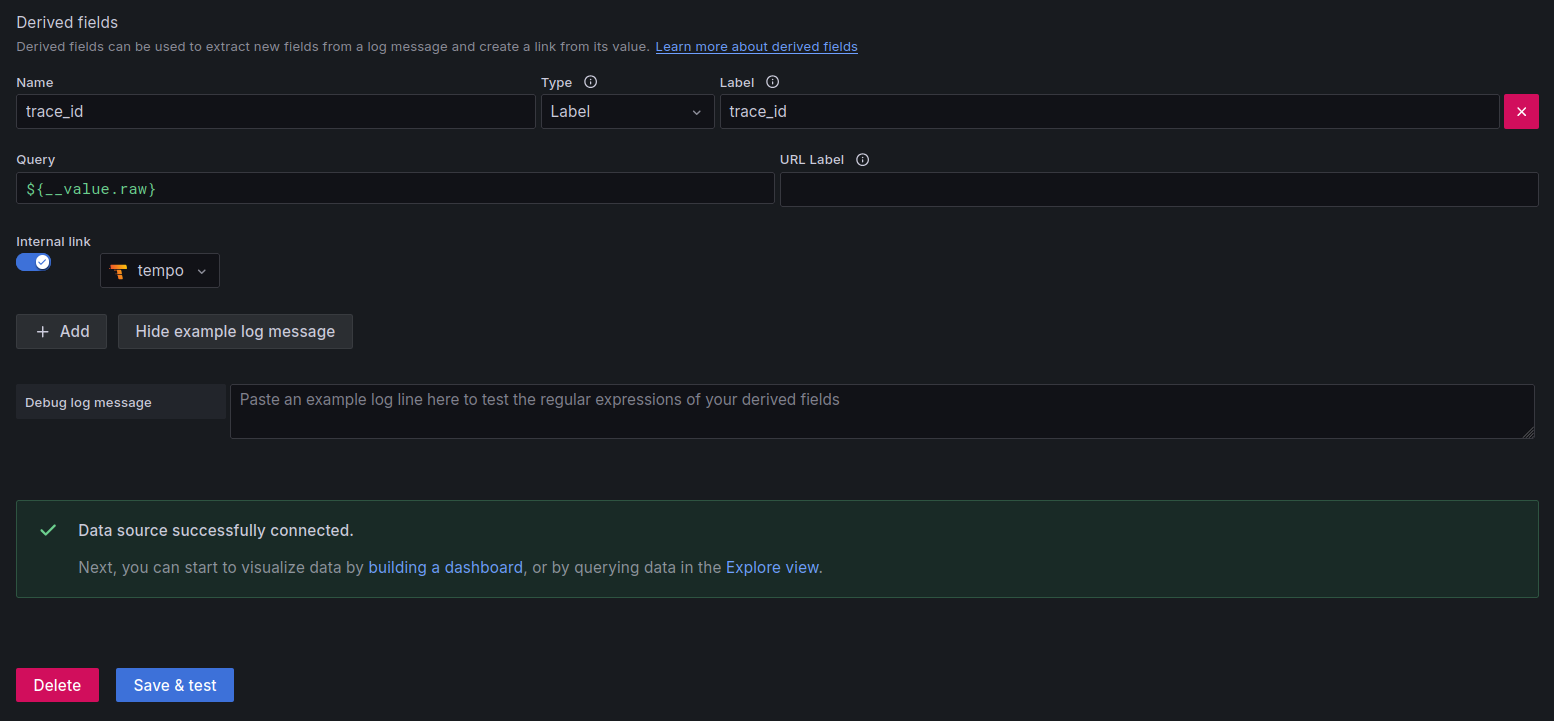 Derived fields
Derived fields can be used to extract new fields from a log message and create a link from its value. Learn more about derived fields
Name Type Label
trace_id Label trace_id
Query URL Label
${__value.raw}
Internal link
tempo
Add Hide example log message
Debug log message Paste an example log line here to test the regular expressions of your derived fields
Data source successfully connected.
Next, you can start to visualize data by building a dashboard, or by querying data in the Explore view.
Delete Save & test